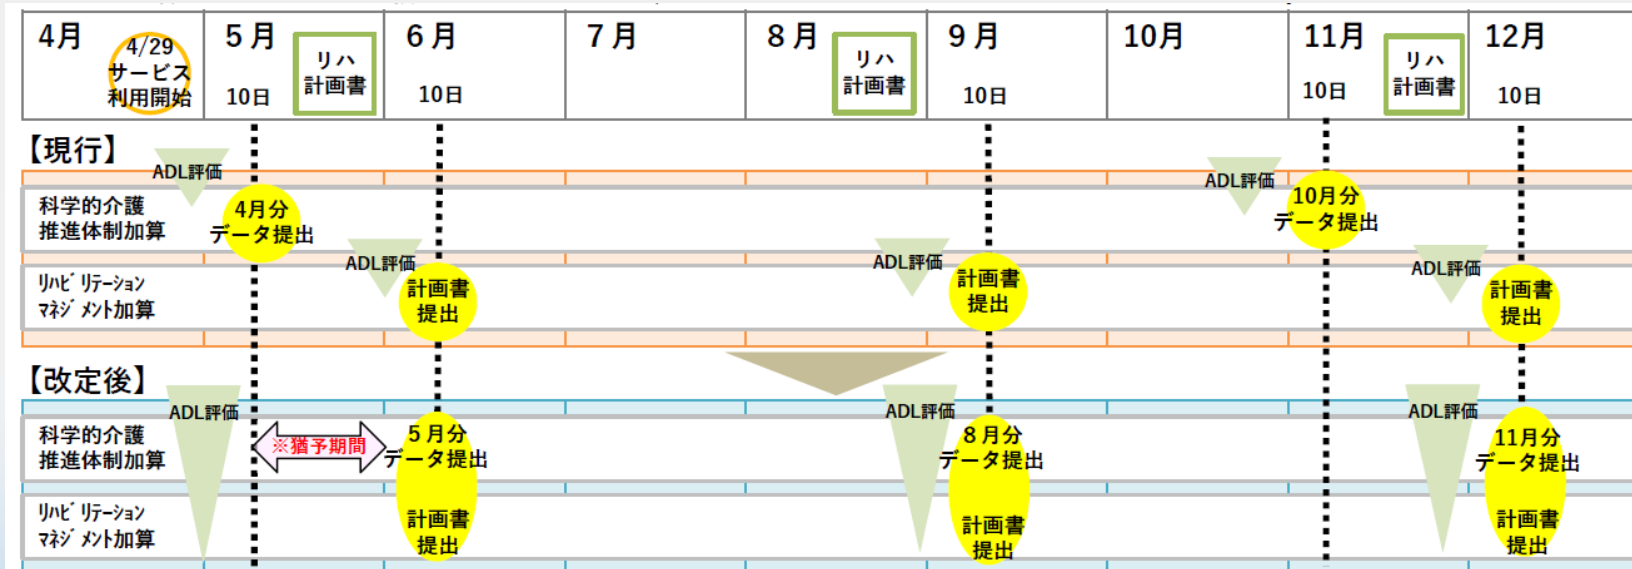 4月
4/29
サービス
利用開始
5月
10日
リハ
計画書
6月
10日
7月
8月
リハ
計画書
9月
10日
10月
11月
10日
リハ
計画書
12月
10日
【現行】
ADL評価
科学的介護
推進体制加算
4月分
データ提出
ADL評価
10月分
データ提出
ﾘﾊﾋﾞﾘﾃｰｼｮﾝ
ﾏﾈｼﾞﾒﾝﾄ加算
ADL評価
計画書
提出
ADL評価
計画書
提出
ADL評価
計画書
提出
【改定後】
ADL評価
ADL評価
ADL評価
科学的介護
推進体制加算
※猶予期間
5月分
データ提出
8月分
データ提出
11月分
データ提出
ﾘﾊﾋﾞﾘﾃｰｼｮﾝ
ﾏﾈｼﾞﾒﾝﾄ加算
計画書
提出
計画書
提出
計画書
提出